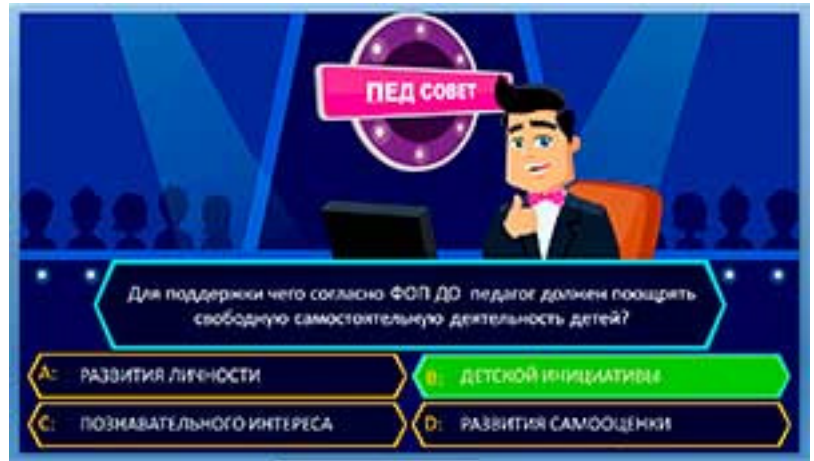 ПЕД СОВЕТ
Для поддержки чего согласно ФОП ДО педагог должен поощрять
свободную самостоятельную деятельность детей?
A: РАЗВИТИЯ ЛИЧНОСТИ
B: ДЕТСКОЙ ИНИЦИАТИВЫ
C: ПОЗНАВАТЕЛЬНОГО ИНТЕРЕСА
D: РАЗВИТИЯ САМООЦЕНКИ